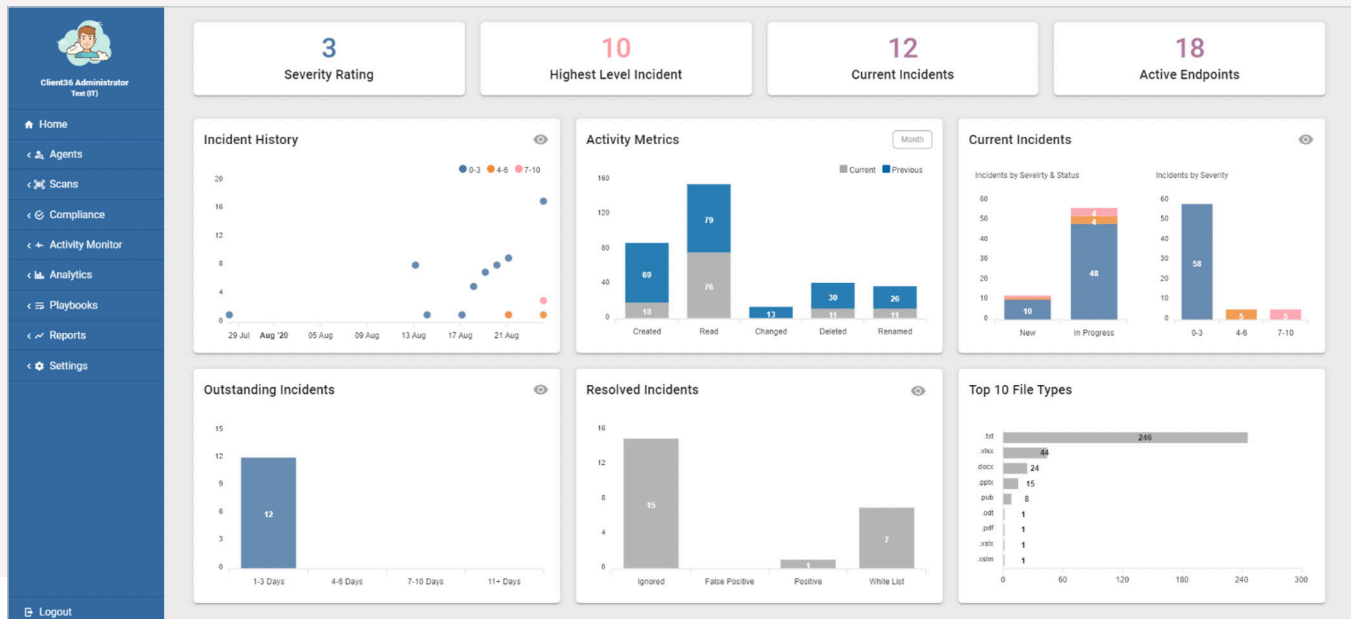 Client36 Administrator
Test (IT)
Home
Agents
Scans
Compliance
Activity Monitor
Analytics
Playbooks
Reports
Settings
Logout
3
Severity Rating
10
Highest Level Incident
12
Current Incidents
18
Active Endpoints
Incident History
0-3 4-6 7-10
20
16
12
8
4
0
29 Jul Aug '20 05 Aug 09 Aug 13 Aug 17 Aug 21 Aug
Activity Metrics
Month
Current Previous
160
120
80
40
0
69
18
79
76
13
30
11
26
11
Created Read Changed Deleted Renamed
Current Incidents
Incidents by Seveirty & Status
60
50
40
30
20
10
0
10
4
4
48
New In Progress
Incidents by Severity
60
50
40
30
20
10
0
58
5
5
0-3 4-6 7-10
Outstanding Incidents
15
12
9
6
3
0
12
1-3 Days 4-6 Days 7-10 Days 11+ Days
Resolved Incidents
16
12
8
4
0
15
1
7
Ignored False Positive Positive White List
Top 10 File Types
.txt 246
.xlsx 44
.docx 24
.pptx 15
.pub 8
.odt 1
.pdf 1
1
.xslm 1
0 60 120 180 240 300